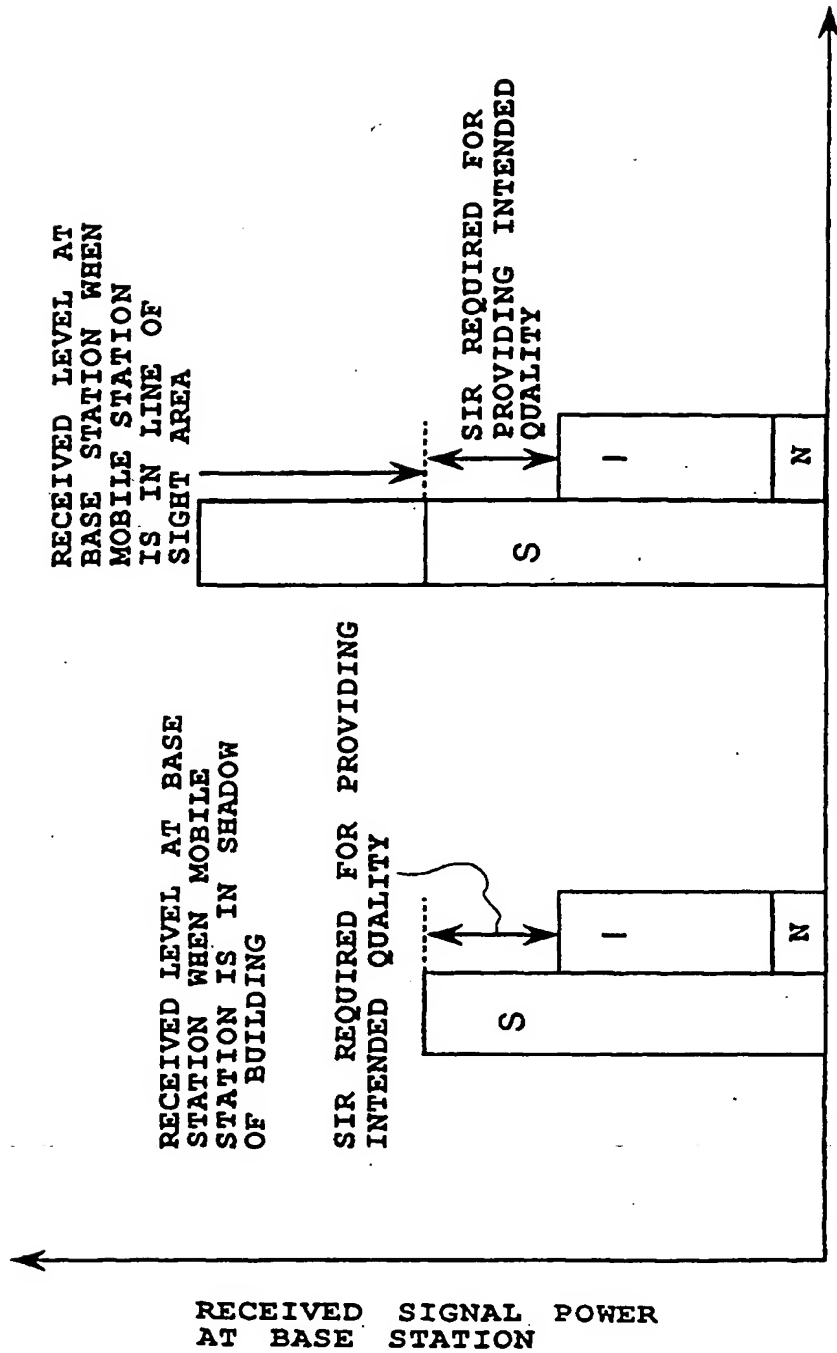 RECEIVED SIGNAL POWER
AT BASE STATION
RECEIVED LEVEL AT BASE
STATION WHEN MOBILE
STATION IS IN SHADOW
OF BUILDING
SIR REQUIRED FOR PROVIDING
INTENDED QUALITY
S
I
N
RECEIVED LEVEL AT
BASE STATION WHEN
MOBILE STATION
IS IN LINE OF
SIGHT AREA
SIR REQUIRED FOR
PROVIDING INTENDED
QUALITY
S
I
N